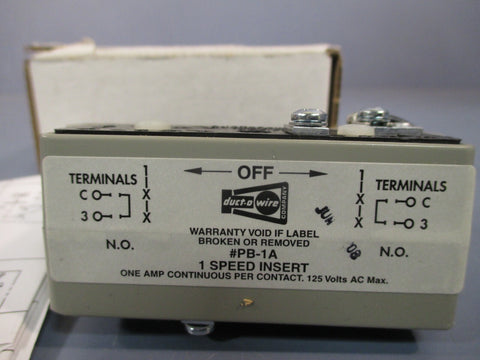 OFF
TERMINALS 1 I X I X
C
3
N.O.
duct-o wire
COMPANY
JUN
08
1 I X I X TERMINALS
C
3
N.O.
WARRANTY VOID IF LABEL
BROKEN OR REMOVED
#PB-1A
1 SPEED INSERT
ONE AMP CONTINUOUS PER CONTACT. 125 Volts AC Max.